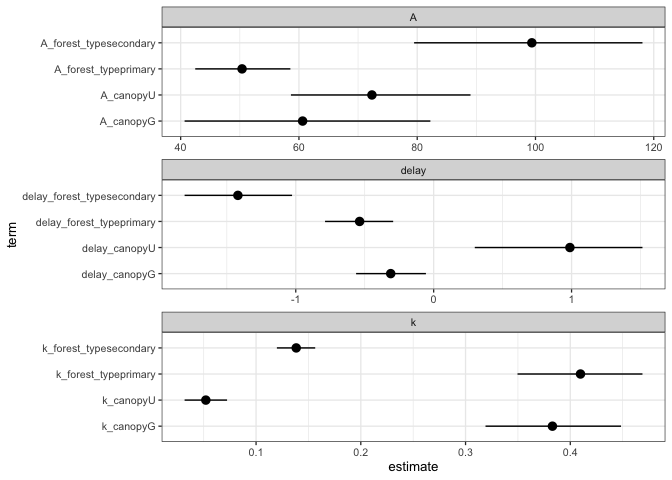 A
A_forest_typesecondary
A_forest_typeprimary
A_canopyU
A_canopyG
40 60 80 100 120
delay
delay_forest_typesecondary
delay_forest_typeprimary
delay_canopyU
delay_canopyG
-1 0 1
term
k
k_forest_typesecondary
k_forest_typeprimary
k_canopyU
k_canopyG
0.1 0.2 0.3 0.4
estimate